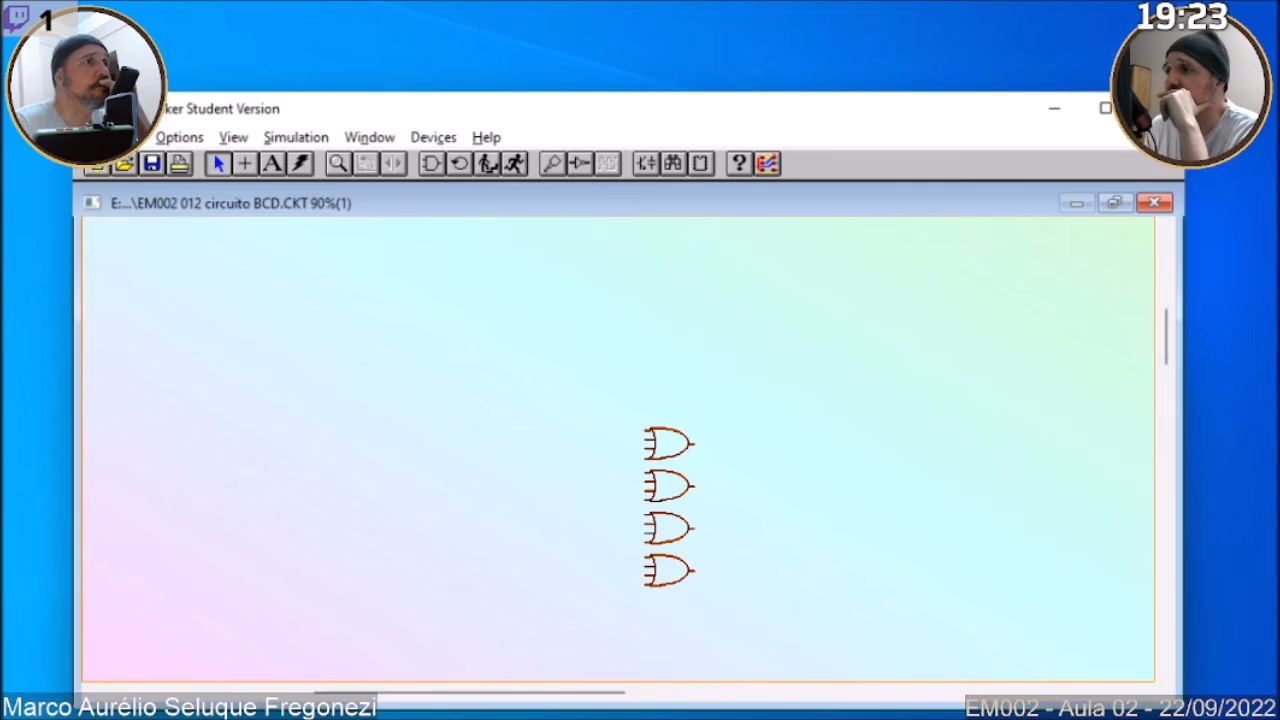 1
19:23
ker Student Version
Options View Simulation Window Devices Help
A
?
E:...\EM002 012 circuito BCD.CKT 90%(1)
Marco Aurélio Seluque Fregonezi
EM002 - Aula 02 - 22/09/2022